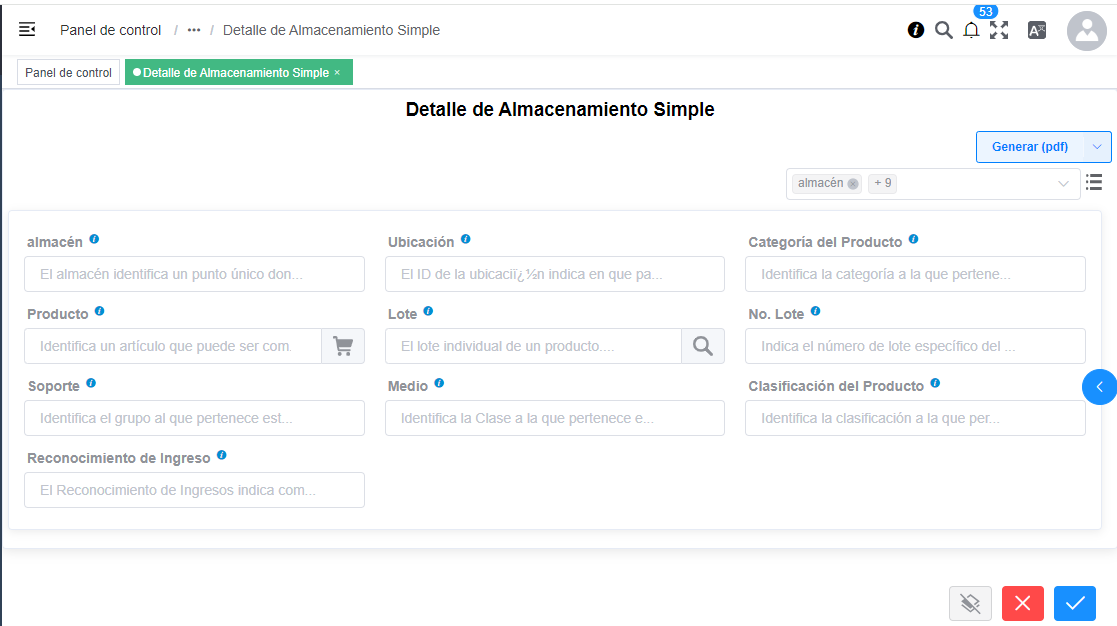 53
Panel de control / ··· / Detalle de Almacenamiento Simple
Panel de control
Detalle de Almacenamiento Simple ×
Detalle de Almacenamiento Simple
Generar (pdf)
almacén + 9
almacén Ubicación Categoría del Producto
El almacén identifica un punto único don... El ID de la ubicaciï¿½n indica en que pa... Identifica la categoría a la que pertene...
Producto Lote No. Lote
Identifica un artículo que puede ser com. El lote individual de un producto.... Indica el número de lote específico del ...
Soporte Medio Clasificación del Producto
Identifica el grupo al que pertenece est... Identifica la Clase a la que pertenece e... Identifica la clasificación a la que per...
Reconocimiento de Ingreso
El Reconocimiento de Ingresos indica com...